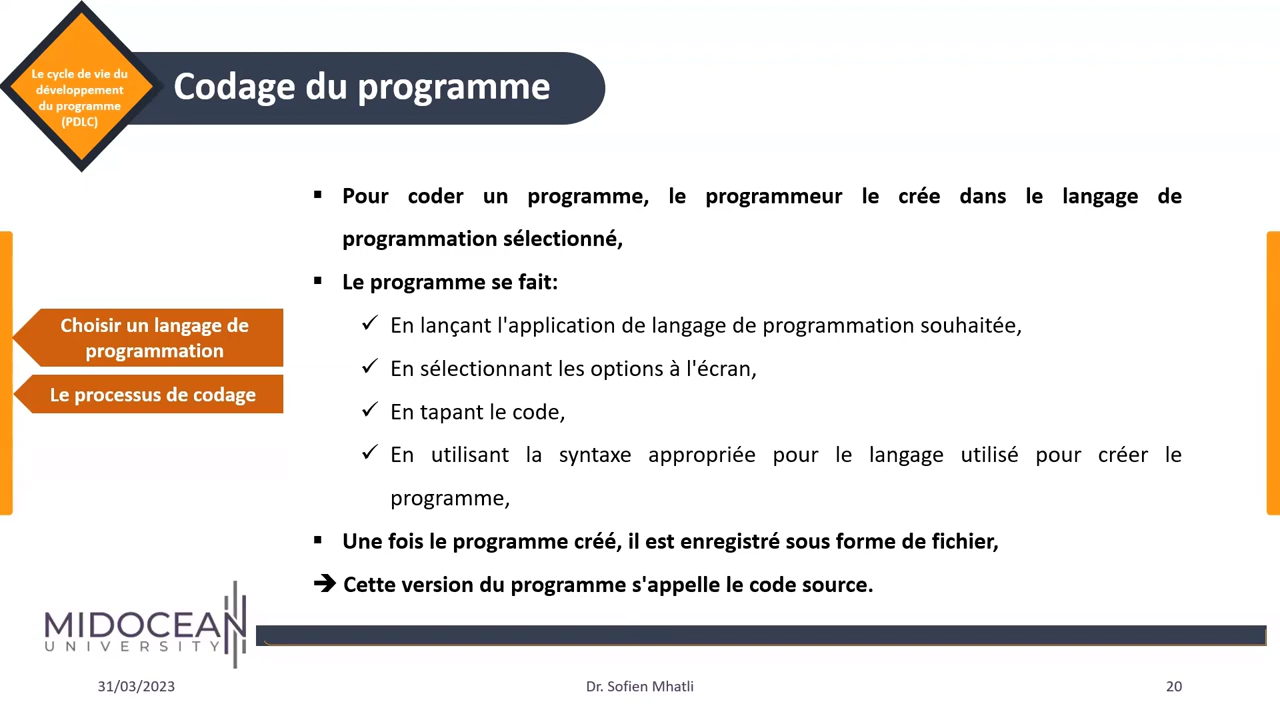 Le cycle de vie du
développement
du programme
(PDLC)
Codage du programme
▪ Pour coder un programme, le programmeur le crée dans le langage de
programmation sélectionné,
▪ Le programme se fait:
✓ En lançant l'application de langage de programmation souhaitée,
✓ En sélectionnant les options à l'écran,
✓ En tapant le code,
✓ En utilisant la syntaxe appropriée pour le langage utilisé pour créer le
programme,
▪ Une fois le programme créé, il est enregistré sous forme de fichier,
➔ Cette version du programme s'appelle le code source.
Choisir un langage de
programmation
Le processus de codage
MIDOCEAN
UNIVERSITY
31/03/2023
Dr. Sofien Mhatli
20